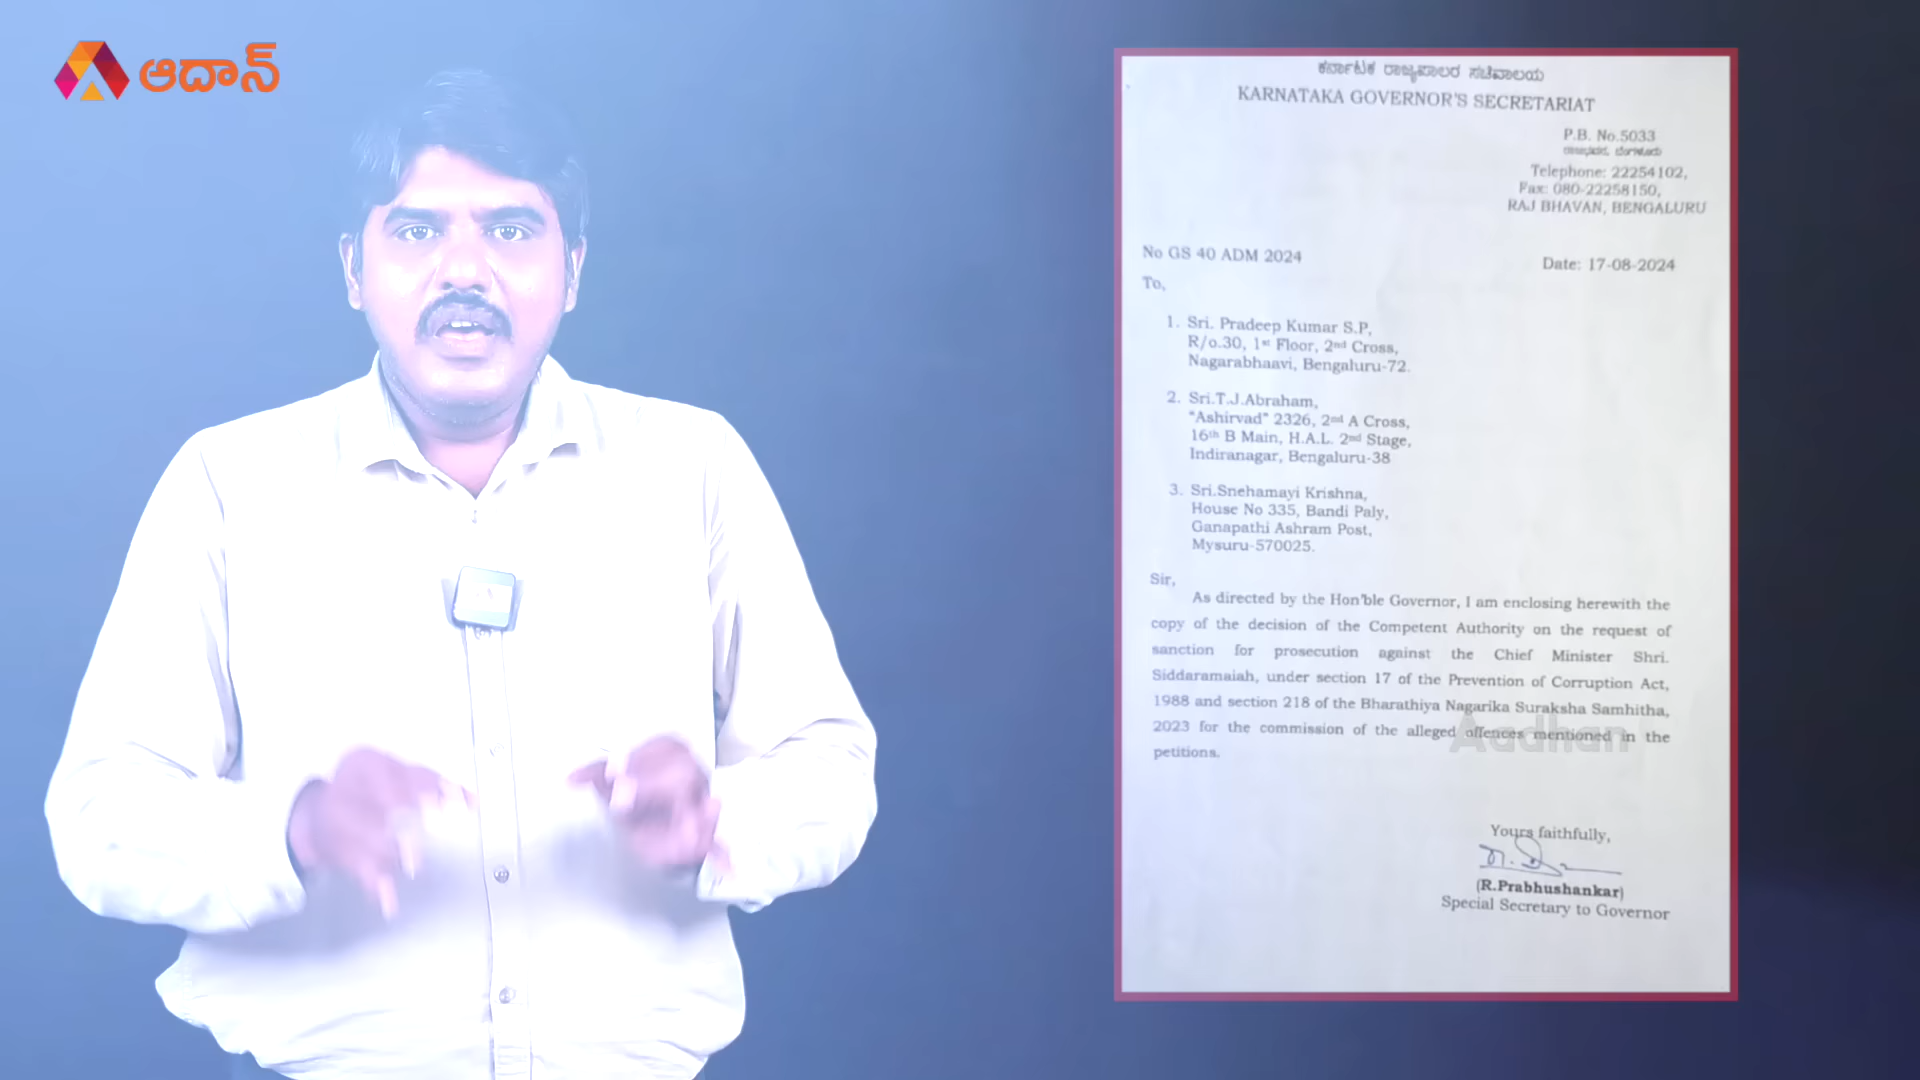 ఆదాన్
ಕರ್ನಾಟಕ ರಾಜ್ಯಪಾಲರ ಸಚಿವಾಲಯ
KARNATAKA GOVERNOR'S SECRETARIAT
P.B. No.5033
ರಾಜಭವನ, ಬೆಂಗಳೂರು
Telephone: 22254102,
Fax: 080-22258150,
RAJ BHAVAN, BENGALURU
No GS 40 ADM 2024
Date: 17-08-2024
To,
1. Sri. Pradeep Kumar S.P,
R/o.30, 1st Floor, 2nd Cross,
Nagarabhaavi, Bengaluru-72.
2. Sri.T.J.Abraham,
"Ashirvad" 2326, 2nd A Cross,
16th B Main, H.A.L. 2nd Stage,
Indiranagar, Bengaluru-38
3. Sri.Snehamayi Krishna,
House No 335, Bandi Paly,
Ganapathi Ashram Post,
Mysuru-570025.
Sir,
As directed by the Hon'ble Governor, I am enclosing herewith the
copy of the decision of the Competent Authority on the request of
sanction for prosecution against the Chief Minister Shri.
Siddaramaiah, under section 17 of the Prevention of Corruption Act,
1988 and section 218 of the Bharathiya Nagarika Suraksha Samhitha,
2023 for the commission of the alleged offences mentioned in the
petitions.
Aadhan
Yours faithfully,
(R.Prabhushankar)
Special Secretary to Governor